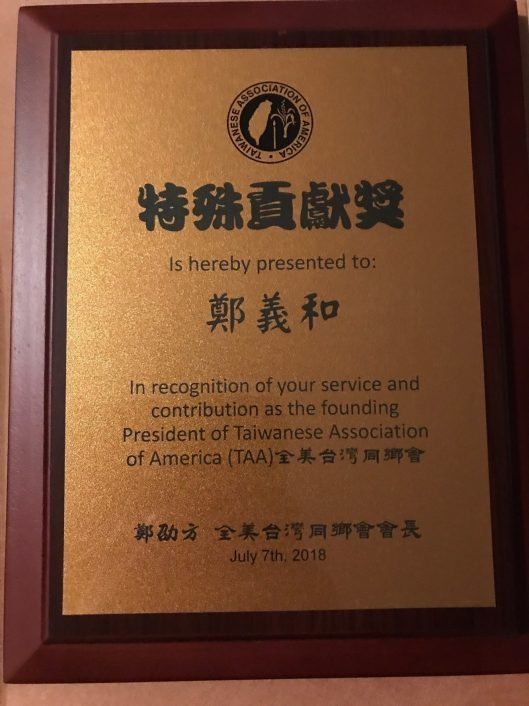 TAIWANESE ASSOCIATION OF AMERICA
特殊貢獻獎
Is hereby presented to:
鄭義和
In recognition of your service and
contribution as the founding
President of Taiwanese Association
of America (TAA)全美台灣同鄉會
鄭劭方 全美台灣同鄉會會長
July 7th, 2018